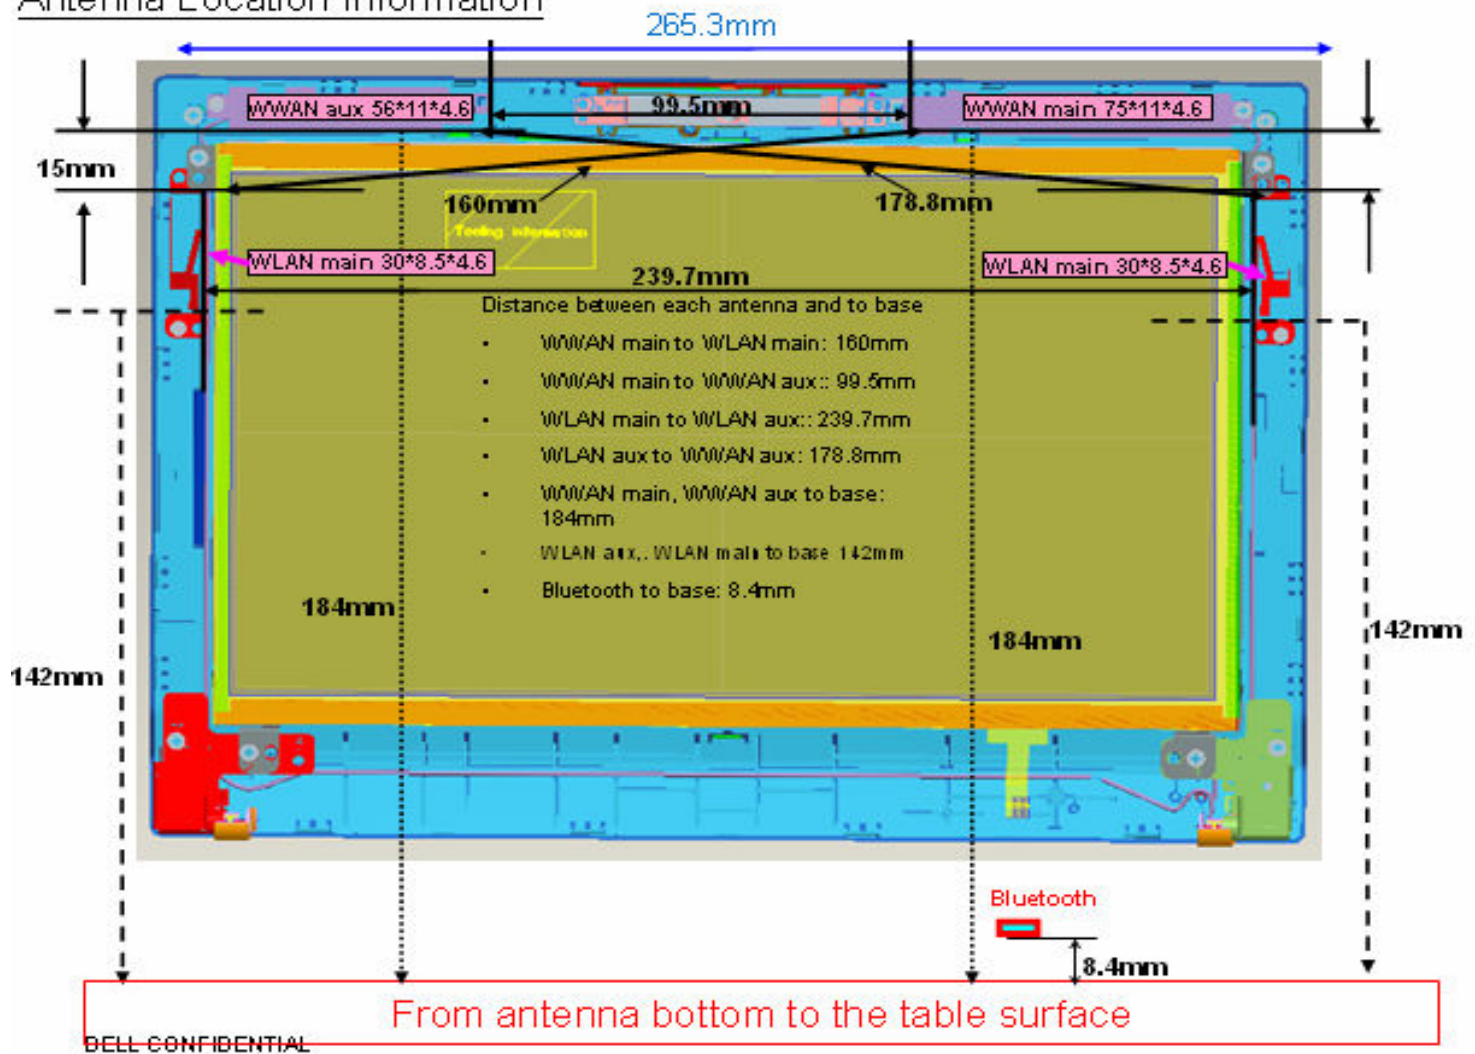 Antenna Location Information
265.3mm
WWAN aux 56*11*4.6
99.5mm
WWAN main 75*11*4.6
15mm
160mm
178.8mm
Tooling information
WLAN main 30*8.5*4.6
WLAN main 30*8.5*4.6
239.7mm
Distance between each antenna and to base
• WWAN main to WLAN main: 160mm
• WWAN main to WWAN aux:: 99.5mm
• WLAN main to WLAN aux:: 239.7mm
• WLAN aux to WWAN aux: 178.8mm
• WWAN main, WWAN aux to base:
184mm
• WLAN aux,. WLAN main to base 142mm
• Bluetooth to base: 8.4mm
184mm
184mm
142mm
142mm
Bluetooth
8.4mm
From antenna bottom to the table surface
DELL CONFIDENTIAL